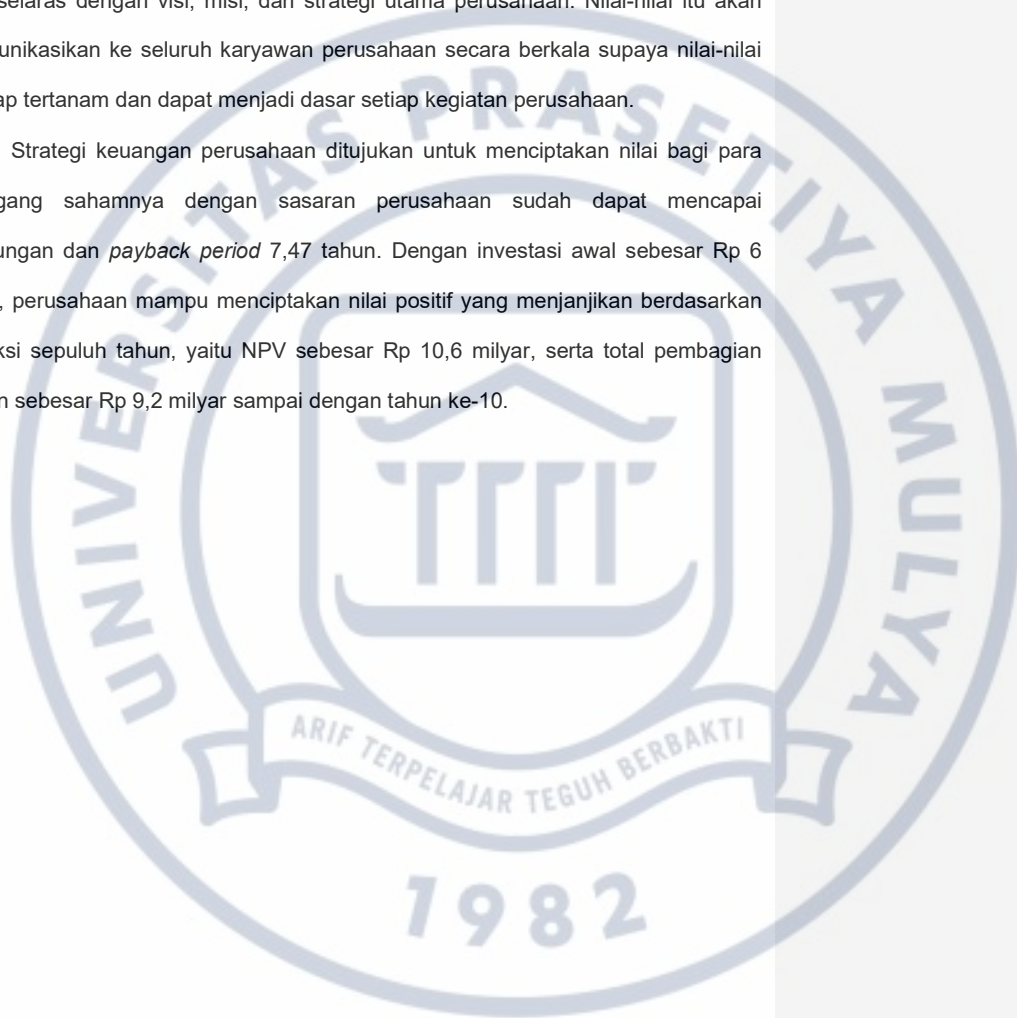 selaras dengan visi, misi, dan strategi utama perusahaan. Nilai-nilai itu akan
unikasikan ke seluruh karyawan perusahaan secara berkala supaya nilai-nilai
ap tertanam dan dapat menjadi dasar setiap kegiatan perusahaan.
Strategi keuangan perusahaan ditujukan untuk menciptakan nilai bagi para
gang sahamnya dengan sasaran perusahaan sudah dapat mencapai
ungan dan payback period 7,47 tahun. Dengan investasi awal sebesar Rp 6
, perusahaan mampu menciptakan nilai positif yang menjanjikan berdasarkan
ksi sepuluh tahun, yaitu NPV sebesar Rp 10,6 milyar, serta total pembagian
n sebesar Rp 9,2 milyar sampai dengan tahun ke-10.
UNIVERSITAS PRASETIYA MULYA
ARIF TERPELAJAR TEGUH BERBAKTI
1982